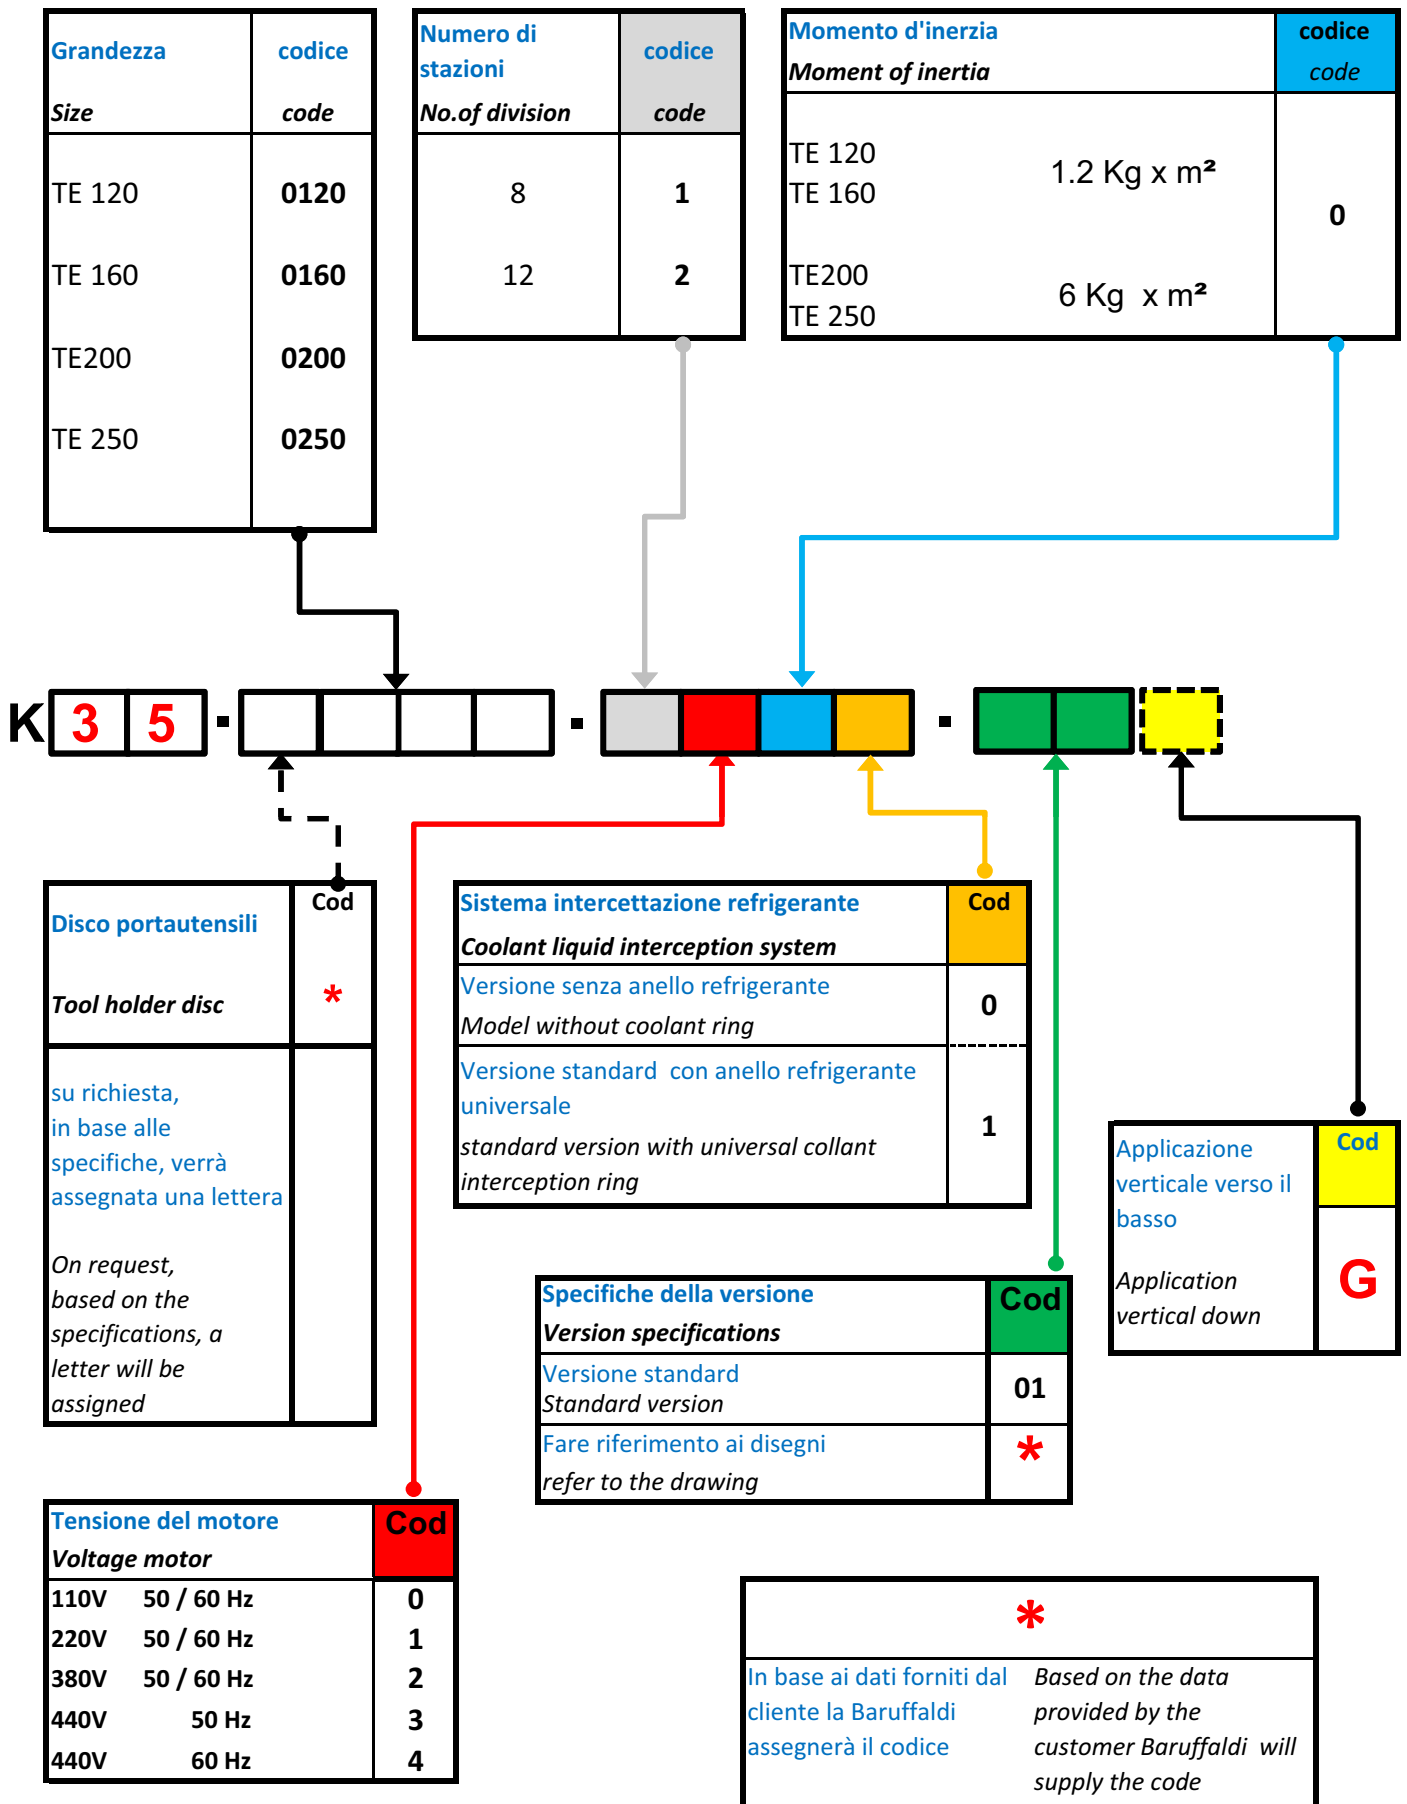 Grandezza codice
Size code
TE 120 0120
TE 160 0160
TE200 0200
TE 250 0250
Numero di stazioni codice
No.of division code
8 1
12 2
Momento d'inerzia codice
Moment of inertia code
TE 120
TE 160
1.2 Kg x m²
TE200
TE 250
6 Kg x m²
0
K 3 5 - - -
Disco portautensili Cod
Tool holder disc *
su richiesta,
in base alle
specifiche, verrà
assegnata una lettera
On request,
based on the
specifications, a
letter will be
assigned
Sistema intercettazione refrigerante Cod
Coolant liquid interception system
Versione senza anello refrigerante
Model without coolant ring
0
Versione standard con anello refrigerante
universale
standard version with universal collant
interception ring
1
Applicazione
verticale verso il
basso
Application
vertical down
Cod
G
Specifiche della versione Cod
Version specifications
Versione standard
Standard version
01
Fare riferimento ai disegni
refer to the drawing
*
Tensione del motore Cod
Voltage motor
110V 50 / 60 Hz 0
220V 50 / 60 Hz 1
380V 50 / 60 Hz 2
440V 50 Hz 3
440V 60 Hz 4
*
In base ai dati forniti dal
cliente la Baruffaldi
assegnerà il codice
Based on the data
provided by the
customer Baruffaldi will
supply the code